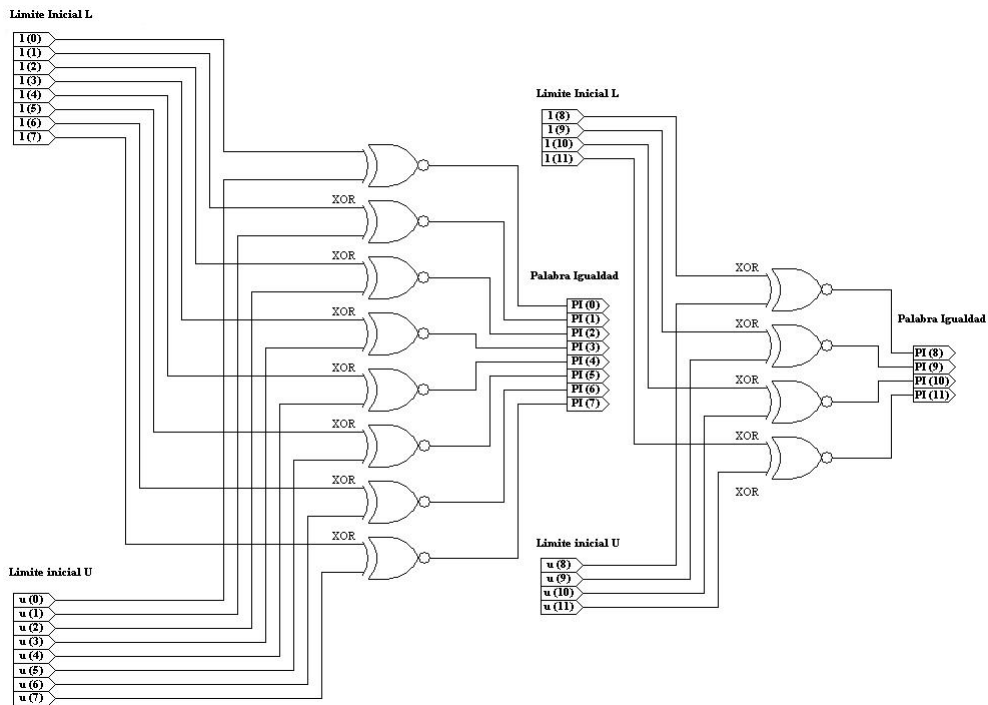 Limite Inicial L
l (0)
l (1)
l (2)
l (3)
l (4)
l (5)
l (6)
l (7)
XOR
XOR
XOR
XOR
XOR
XOR
XOR
Palabra Igualdad
PI (0)
PI (1)
PI (2)
PI (3)
PI (4)
PI (5)
PI (6)
PI (7)
Limite inicial U
u (0)
u (1)
u (2)
u (3)
u (4)
u (5)
u (6)
u (7)
Limite Inicial L
l (8)
l (9)
l (10)
l (11)
XOR
XOR
XOR
XOR
XOR
Palabra Igualdad
PI (8)
PI (9)
PI (10)
PI (11)
Limite inicial U
u (8)
u (9)
u (10)
u (11)